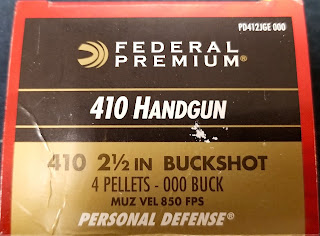 PD412JGE 000
FEDERAL
PREMIUM®
410 HANDGUN
410 2½ IN BUCKSHOT
4 PELLETS - 000 BUCK
MUZ VEL 850 FPS
PERSONAL DEFENSE®